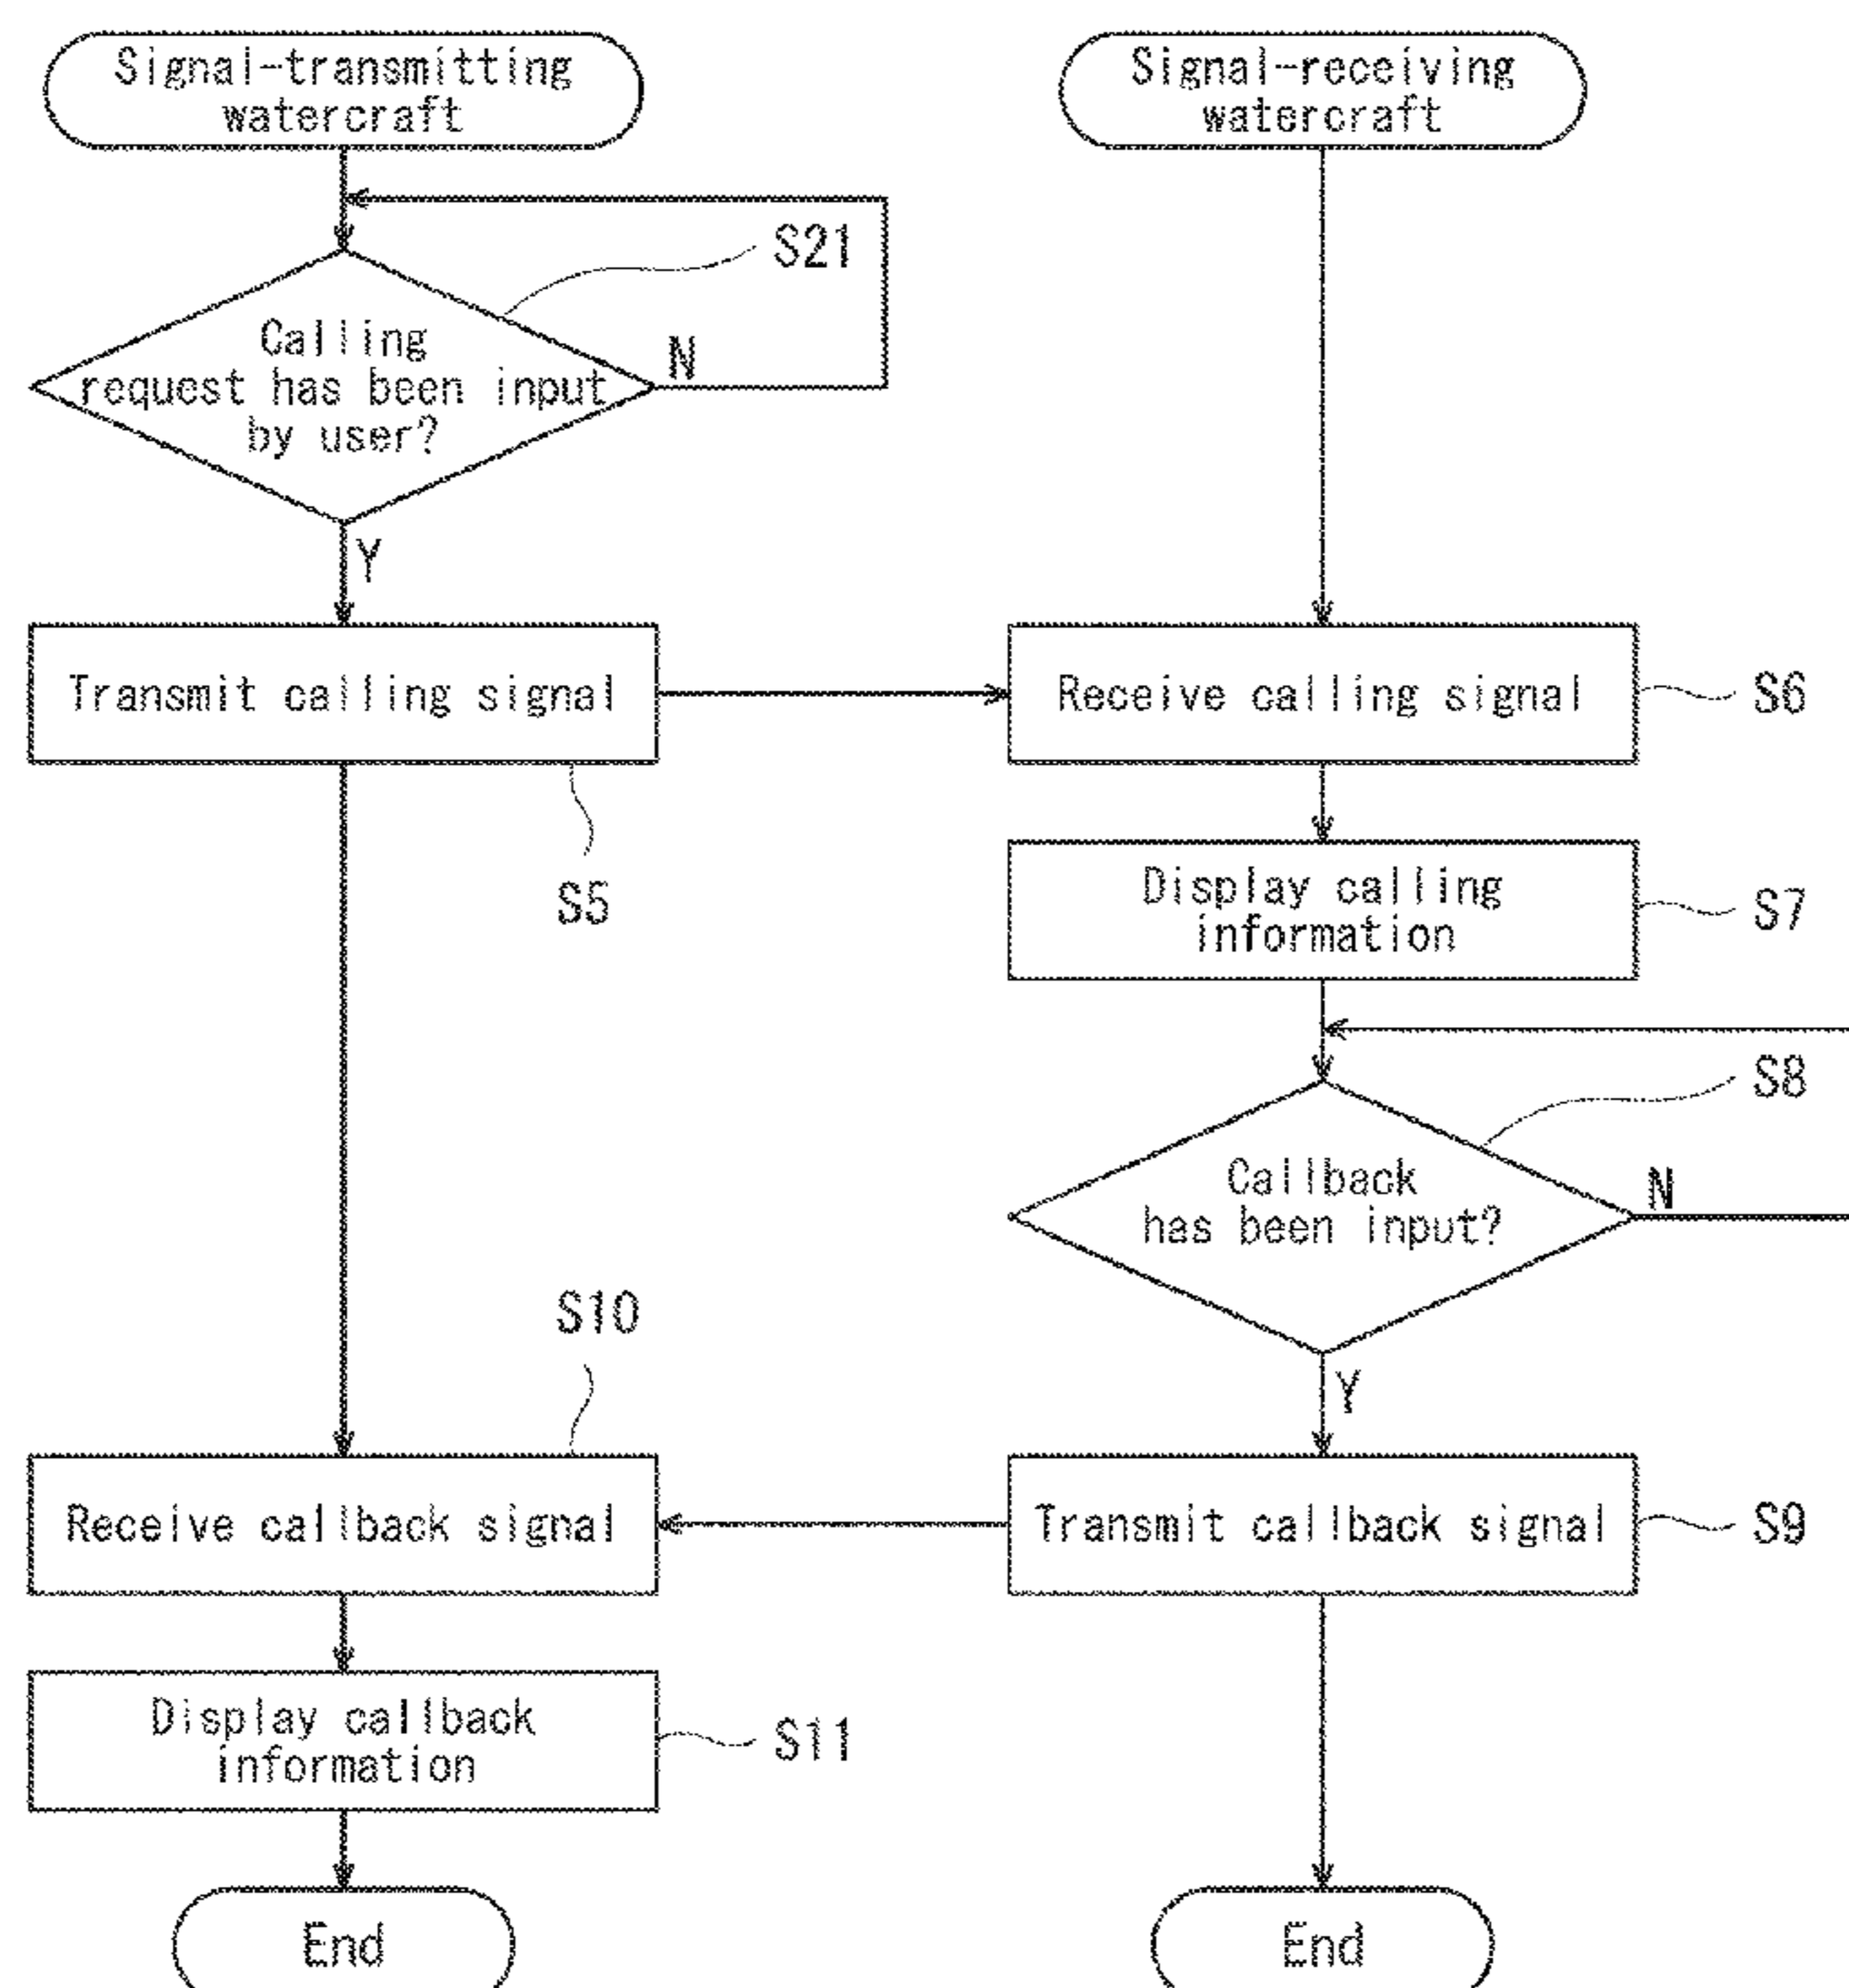 Signal-transmitting
watercraft
Signal-receiving
watercraft
S21
Calling
request has been input
by user?
N
Y
Transmit calling signal
S5
Receive calling signal
S6
Display calling
information
S7
S8
Callback
has been input?
N
Y
S10
Receive callback signal
Transmit callback signal
S9
Display callback
information
S11
End
End